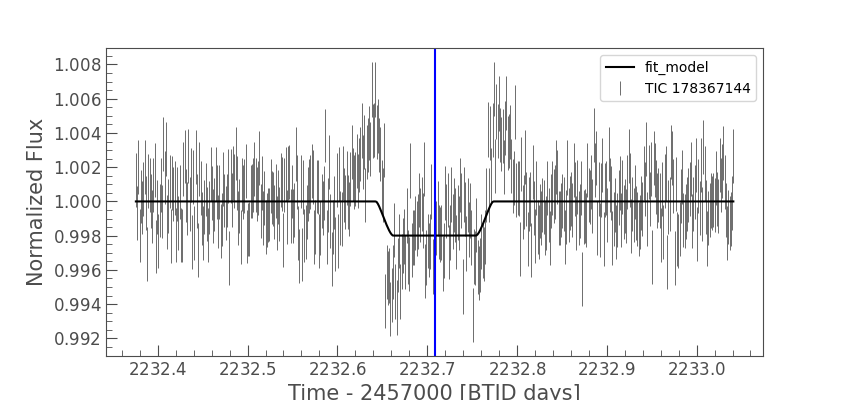 fit_model
TIC 178367144
1.008
1.006
1.004
1.002
1.000
0.998
0.996
0.994
0.992
Normalized Flux
2232.4 2232.5 2232.6 2232.7 2232.8 2232.9 2233.0
Time - 2457000 [BTJD days]